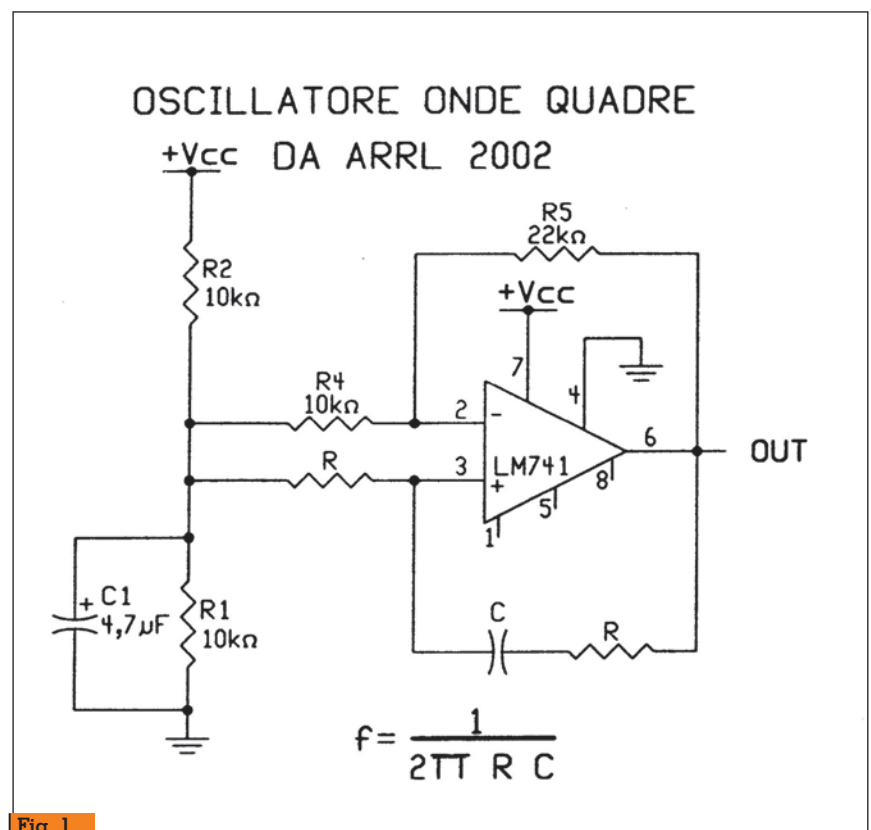 OSCILLATORE ONDE QUADRE
DA ARRL 2002
+Vcc
R2
10kΩ
R5
22kΩ
+Vcc
7
4
R4
10kΩ
2
-
R
3
+
LM741
6
OUT
8
5
1
+ C1
4,7µF
R1
10kΩ
C
R
f= 1
2π R C
Fig. 1